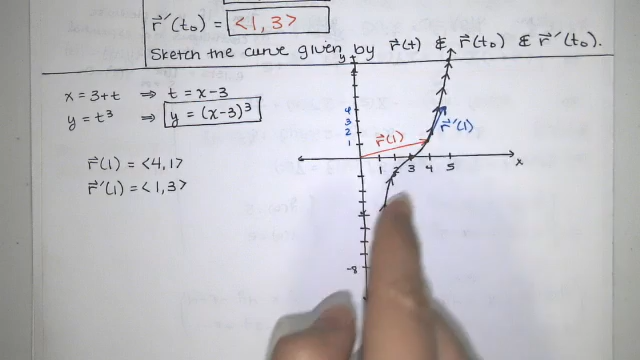 r⃗ ′(t₀) = <1, 3>
Sketch the curve given by r⃗(t) & r⃗(t₀) & r⃗ ′(t₀).
x = 3+t ⇒ t = x-3
y = t³ ⇒ y = (x-3)³
r⃗(1) = <4,1>
r⃗ ′(1) = <1, 3>
y
4
3
2
1
r⃗(1)
r⃗ ′(1)
1 2 3 4 5
x
-8